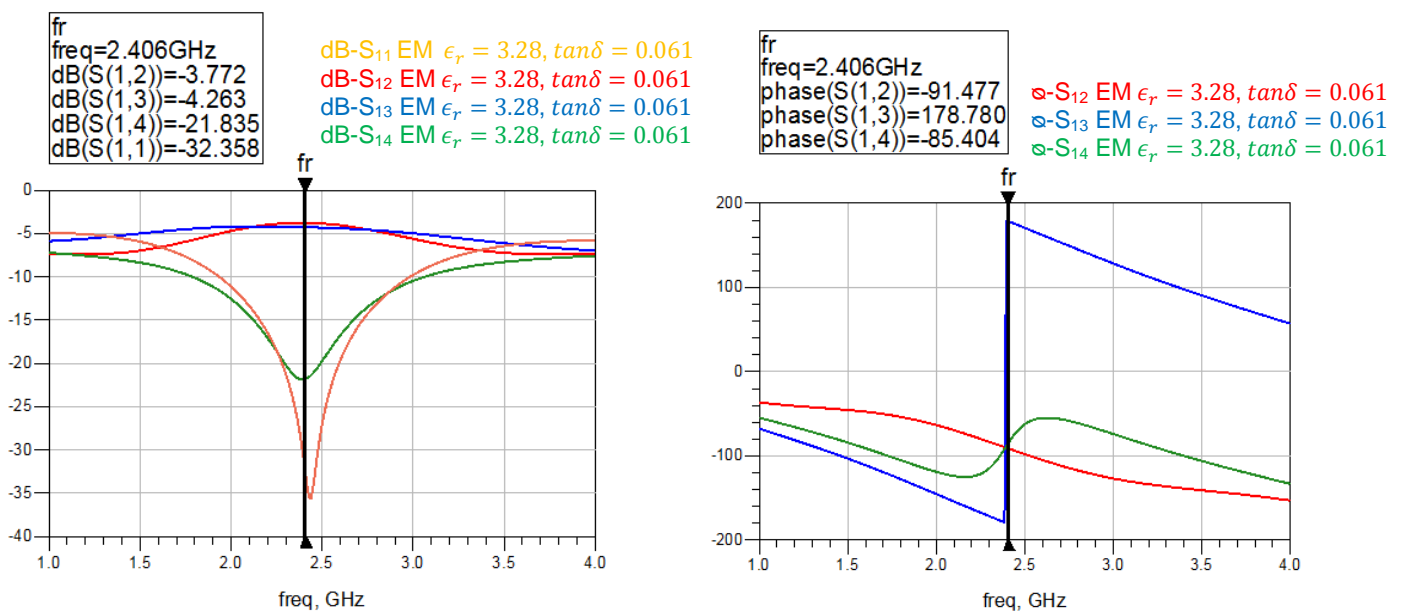 fr
freq=2.406GHz
dB(S(1,2))=-3.772
dB(S(1,3))=-4.263
dB(S(1,4))=-21.835
dB(S(1,1))=-32.358
dB-S₁₁ EM ϵᵣ = 3.28, tanδ = 0.061
dB-S₁₂ EM ϵᵣ = 3.28, tanδ = 0.061
dB-S₁₃ EM ϵᵣ = 3.28, tanδ = 0.061
dB-S₁₄ EM ϵᵣ = 3.28, tanδ = 0.061
fr
0
-5
-10
-15
-20
-25
-30
-35
-40
1.0 1.5 2.0 2.5 3.0 3.5 4.0
freq, GHz
fr
freq=2.406GHz
phase(S(1,2))=-91.477
phase(S(1,3))=178.780
phase(S(1,4))=-85.404
ᴓ-S₁₂ EM ϵᵣ = 3.28, tanδ = 0.061
ᴓ-S₁₃ EM ϵᵣ = 3.28, tanδ = 0.061
ᴓ-S₁₄ EM ϵᵣ = 3.28, tanδ = 0.061
fr
200
100
0
-100
-200
1.0 1.5 2.0 2.5 3.0 3.5 4.0
freq, GHz